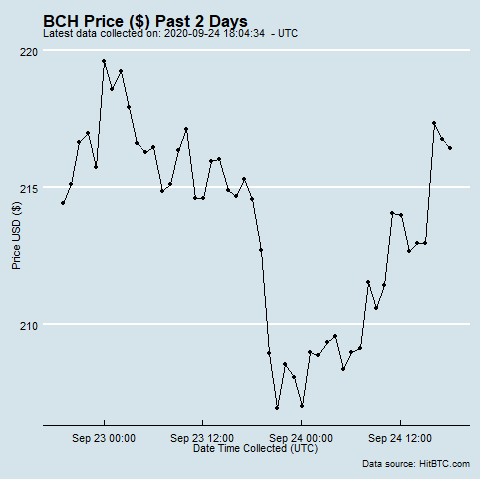 BCH Price ($) Past 2 Days
Latest data collected on: 2020-09-24 18:04:34 - UTC
220
215
210
Price USD ($)
Sep 23 00:00 Sep 23 12:00 Sep 24 00:00 Sep 24 12:00
Date Time Collected (UTC)
Data source: HitBTC.com